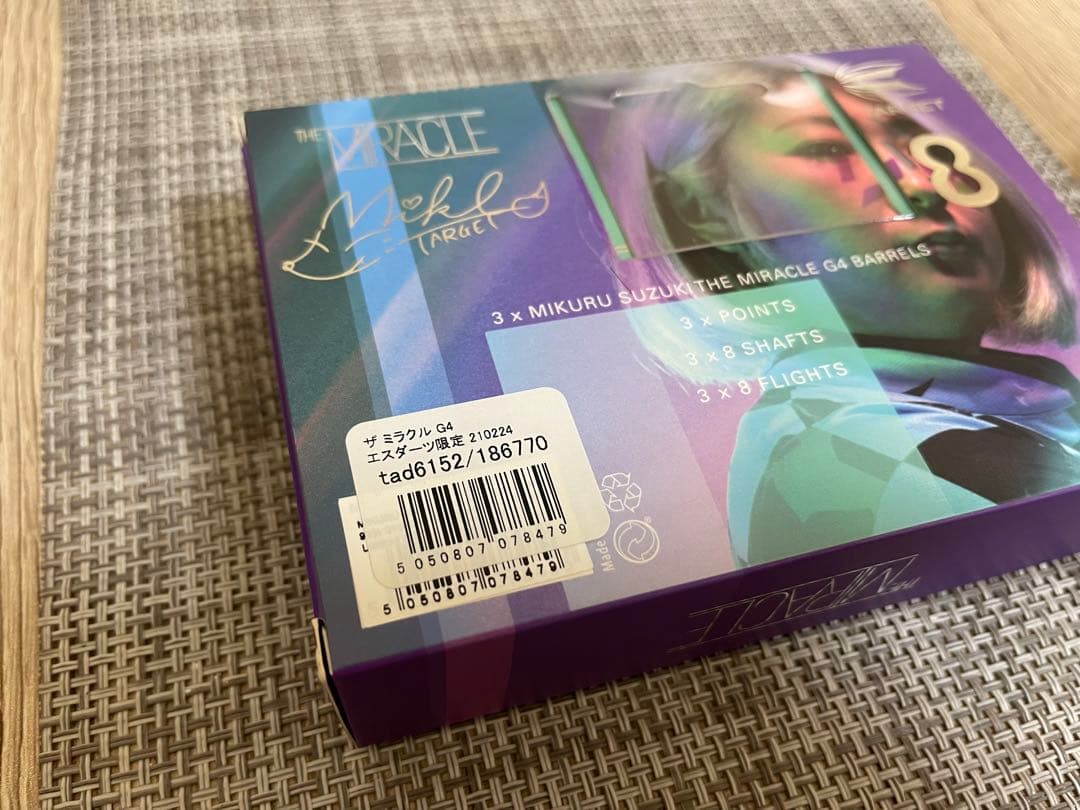 THE MIRACLE
Miku
TARGET
8
3 x MIKURU SUZUKI THE MIRACLE G4 BARRELS
3 x POINTS
3 x 8 SHAFTS
3 x 8 FLIGHTS
ザ ミラクル G4
エスダーツ限定 210224
tad6152/186770
5 050807 078479
5 050807 078479
Made
THE MIRACLE